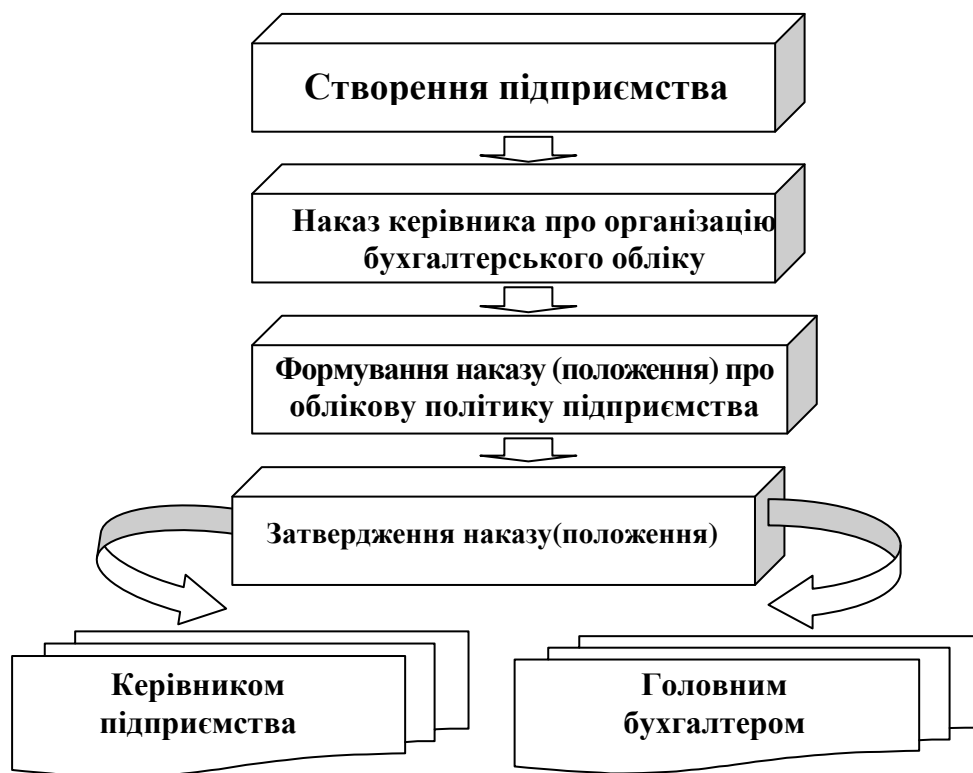 Створення підприємства
Наказ керівника про організацію
бухгалтерського обліку
Формування наказу (положення) про
облікову політику підприємства
Затвердження наказу(положення)
Керівником
підприємства
Головним
бухгалтером